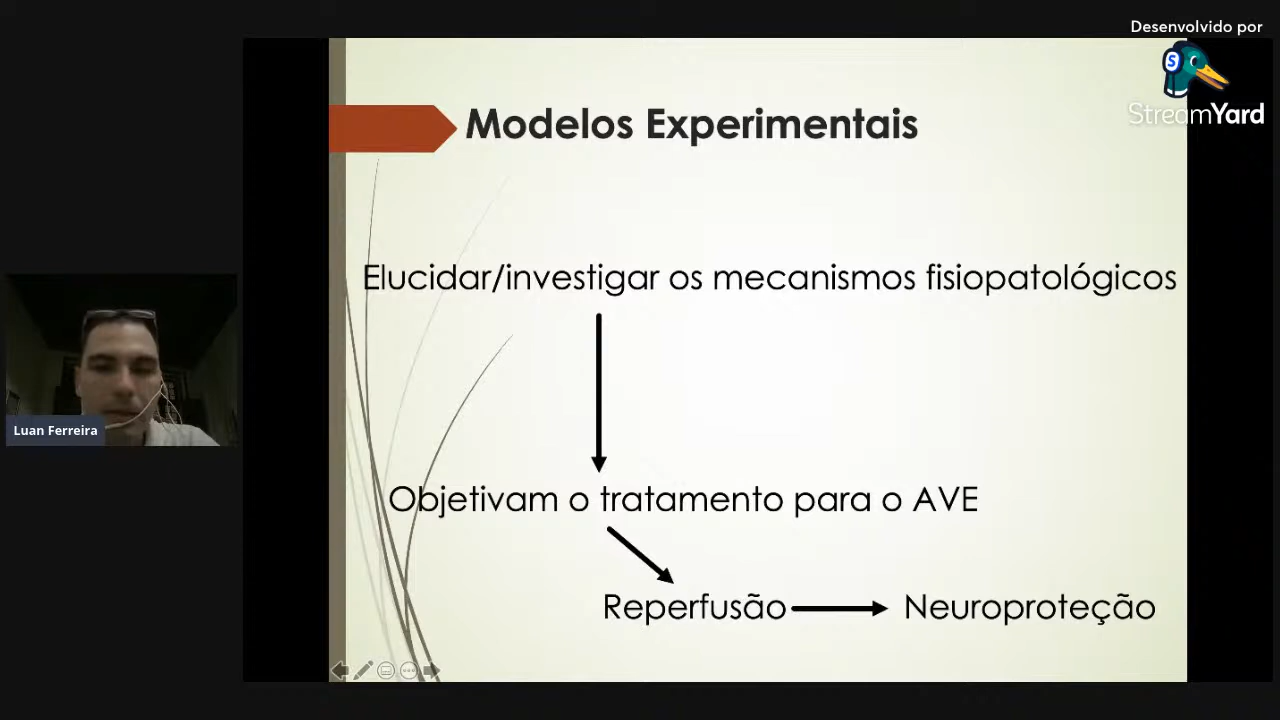 Desenvolvido por
S
StreamYard
Modelos Experimentais
Elucidar/investigar os mecanismos fisiopatológicos
Luan Ferreira
Objetivam o tratamento para o AVE
Reperfusão Neuroproteção